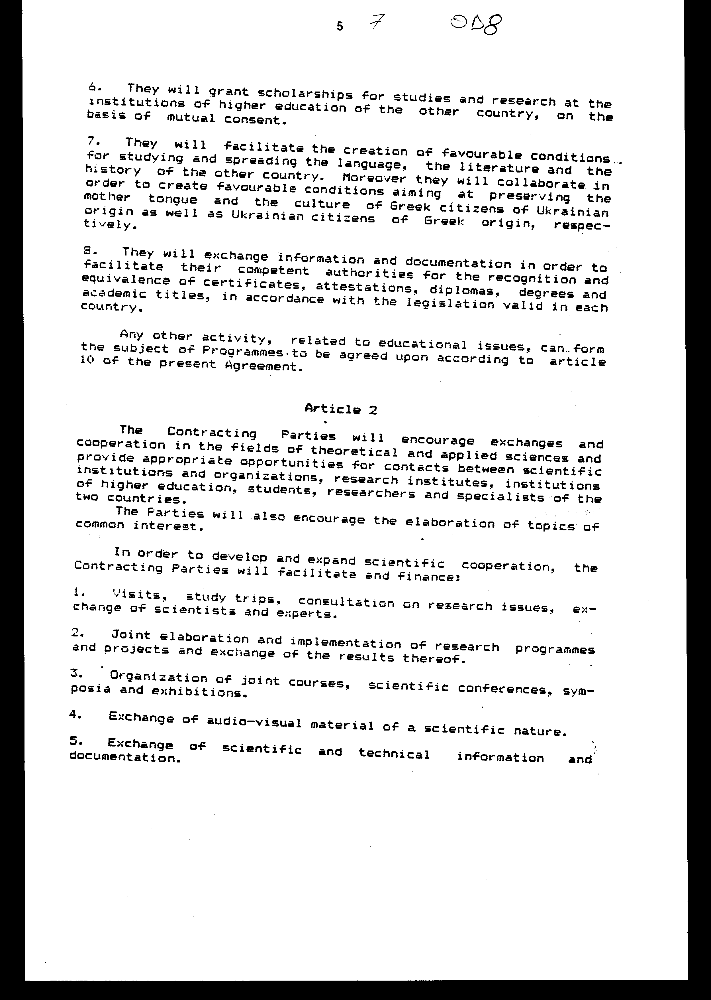 5 7
6. They will grant scholarships for studies and research at the
institutions of higher education of the other country, on the
basis of mutual consent.
7. They will facilitate the creation of favourable conditions
for studying and spreading the language, the literature and the
history of the other country. Moreover they will collaborate in
order to create favourable conditions aiming at preserving the
mother tongue and the culture of Greek citizens of Ukrainian
origin as well as Ukrainian citizens of Greek origin, respec-
tively.
8. They will exchange information and documentation in order to
facilitate their competent authorities for the recognition and
equivalence of certificates, attestations, diplomas, degrees and
academic titles, in accordance with the legislation valid in each
country.
Any other activity, related to educational issues, can form
the subject of Programmes to be agreed upon according to article
10 of the present Agreement.
Article 2
The Contracting Parties will encourage exchanges and
cooperation in the fields of theoretical and applied sciences and
provide appropriate opportunities for contacts between scientific
institutions and organizations, research institutes, institutions
of higher education, students, researchers and specialists of the
two countries.
The Parties will also encourage the elaboration of topics of
common interest.
In order to develop and expand scientific cooperation, the
Contracting Parties will facilitate and finance:
1. Visits, study trips, consultation on research issues, ex-
change of scientists and experts.
2. Joint elaboration and implementation of research programmes
and projects and exchange of the results thereof.
3. Organization of joint courses, scientific conferences, sym-
posia and exhibitions.
4. Exchange of audio-visual material of a scientific nature.
5. Exchange of scientific and technical information and
documentation.